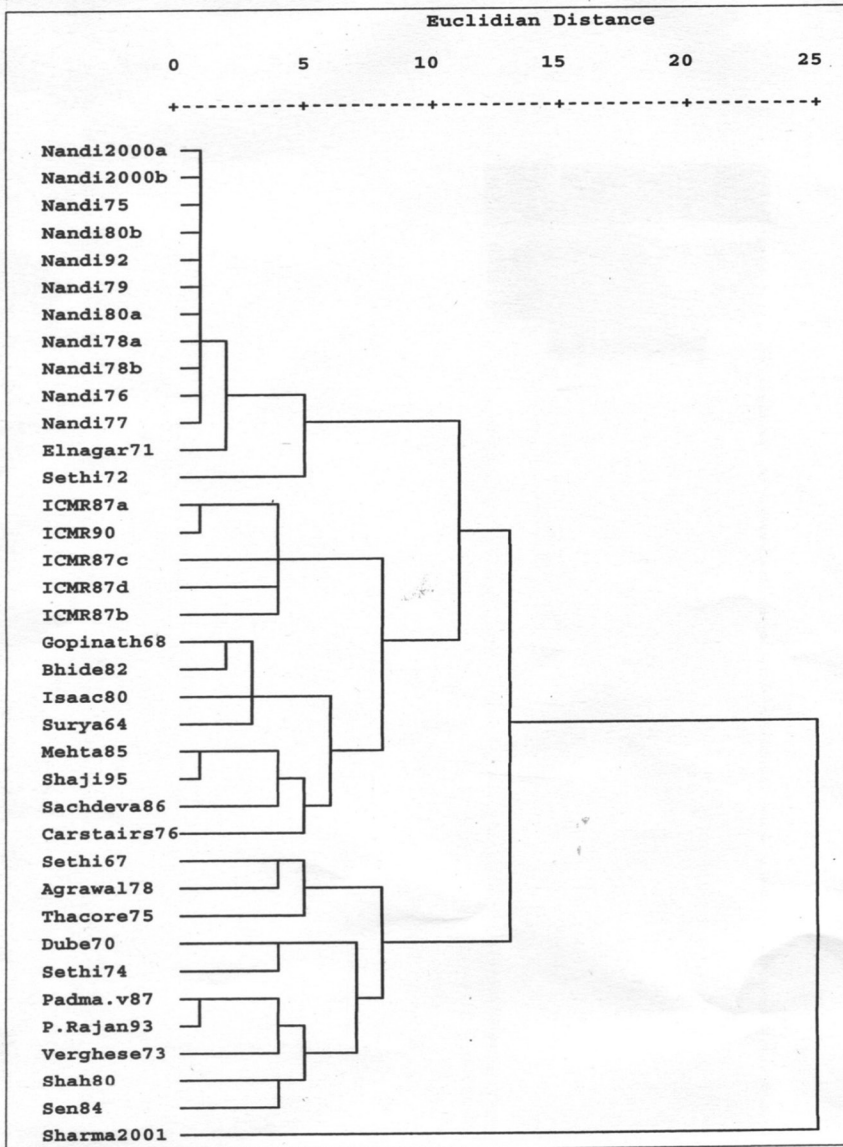 Euclidian Distance
0 5 10 15 20 25
Nandi2000a
Nandi2000b
Nandi75
Nandi80b
Nandi92
Nandi79
Nandi80a
Nandi78a
Nandi78b
Nandi76
Nandi77
Elnagar71
Sethi72
ICMR87a
ICMR90
ICMR87c
ICMR87d
ICMR87b
Gopinath68
Bhide82
Isaac80
Surya64
Mehta85
Shaji95
Sachdeva86
Carstairs76
Sethi67
Agrawal78
Thacore75
Dube70
Sethi74
Padma.v87
P.Rajan93
Verghese73
Shah80
Sen84
Sharma2001